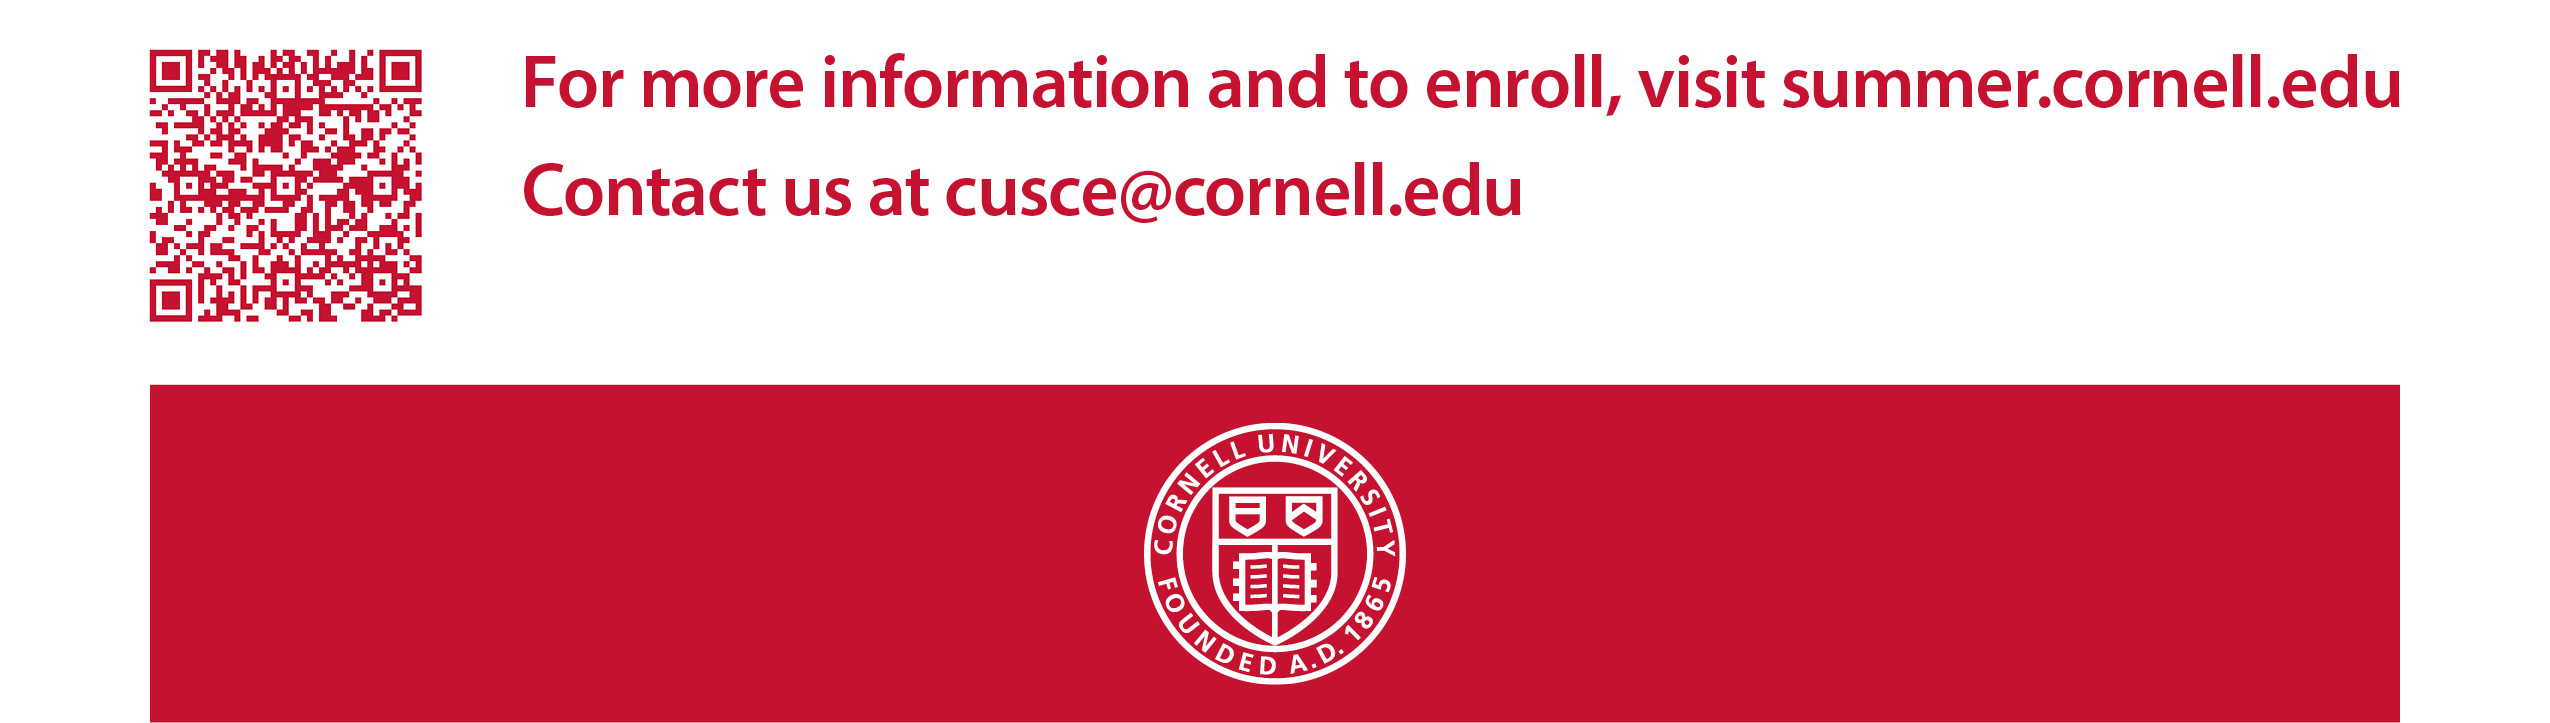 For more information and to enroll, visit summer.cornell.edu
Contact us at cusce@cornell.edu
CORNELL UNIVERSITY
FOUNDED A.D. 1865